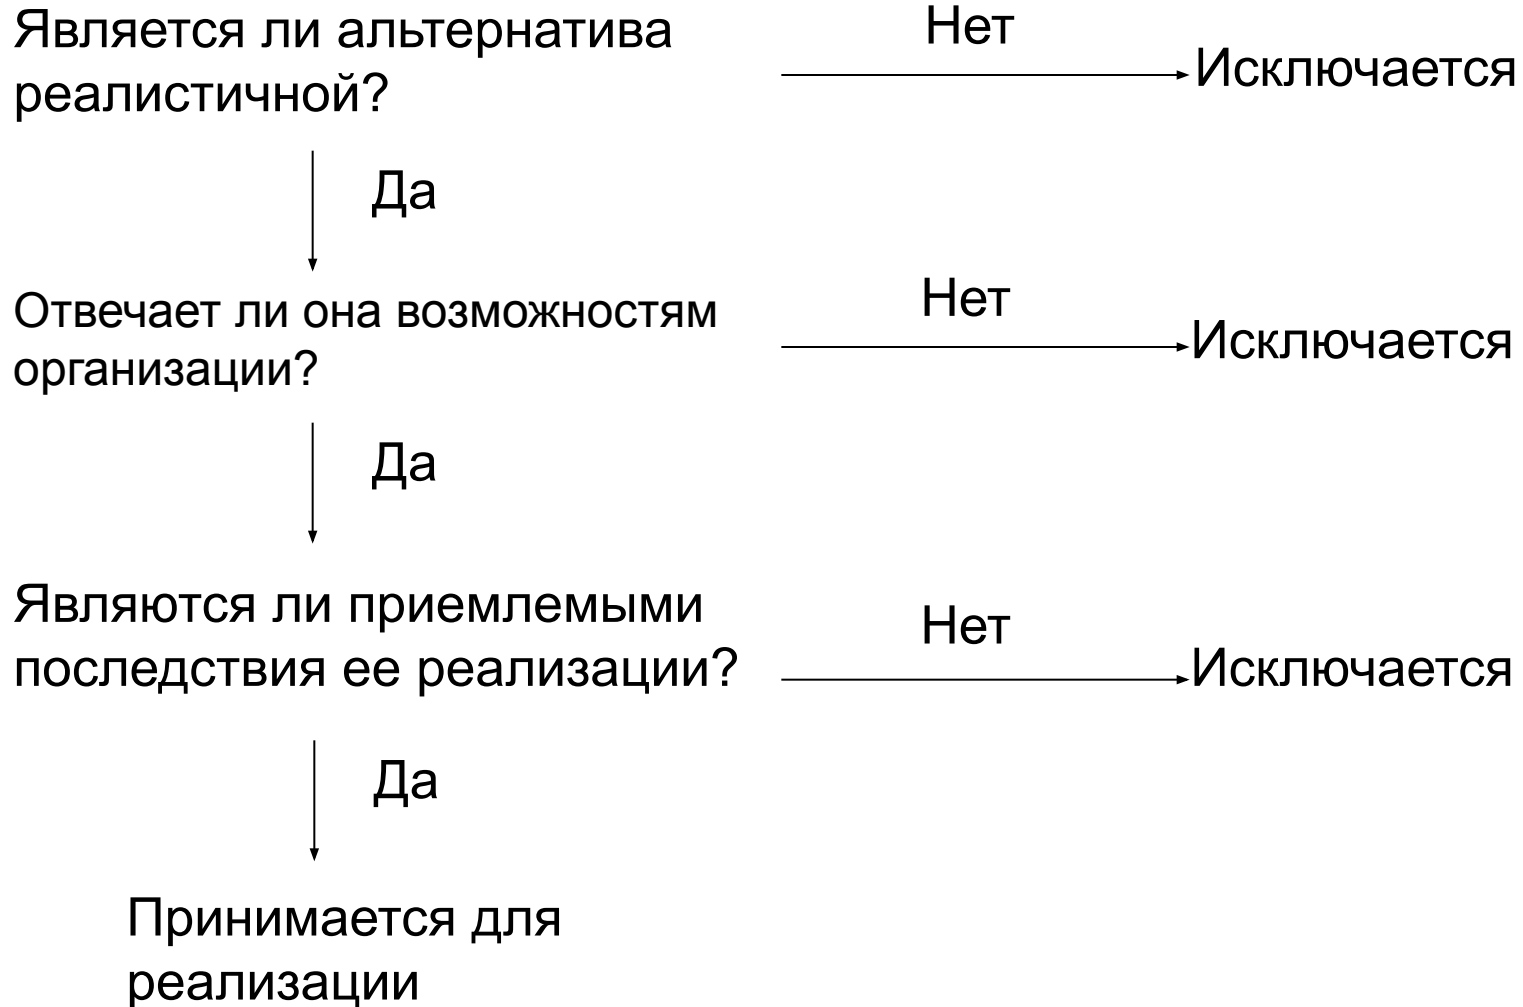 Является ли альтернатива
реалистичной?
Нет
Исключается
Да
Отвечает ли она возможностям
организации?
Нет
Исключается
Да
Являются ли приемлемыми
последствия ее реализации?
Нет
Исключается
Да
Принимается для
реализации